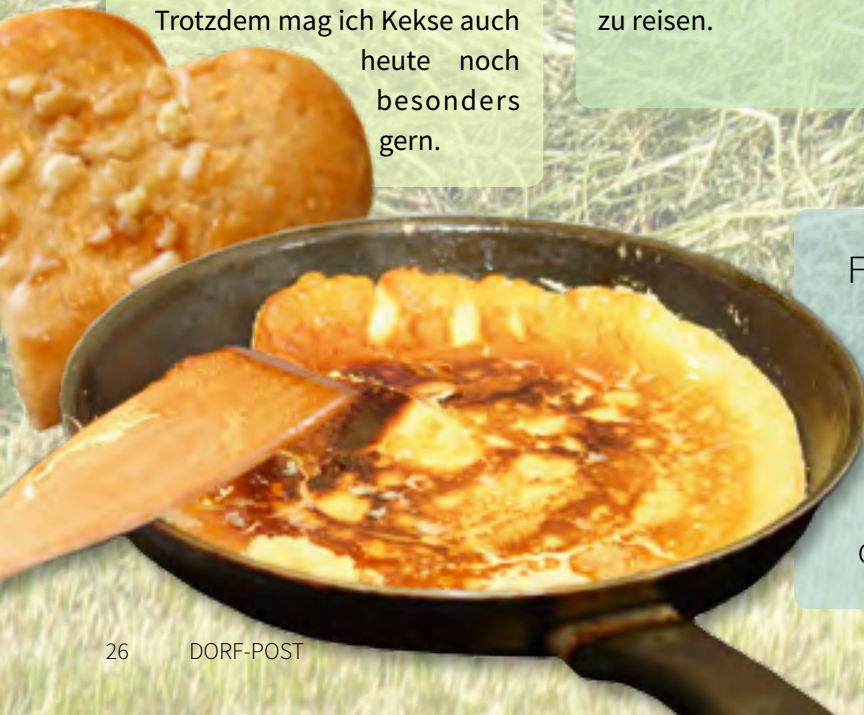 Trotzdem mag ich Kekse auch
heute noch
besonders
gern.
zu reisen.
26 DORF-POST